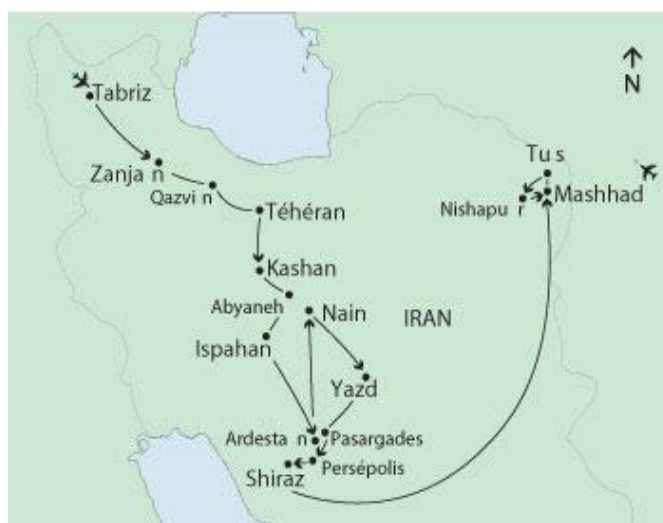 N
Tabriz
Tu s
Zanja n
Mashhad
Qazvi n
Nishapu r
Téhéran
Kashan
Abyaneh
Nain
IRAN
Ispahan
Yazd
Ardesta n
Pasargades
Persépolis
Shiraz